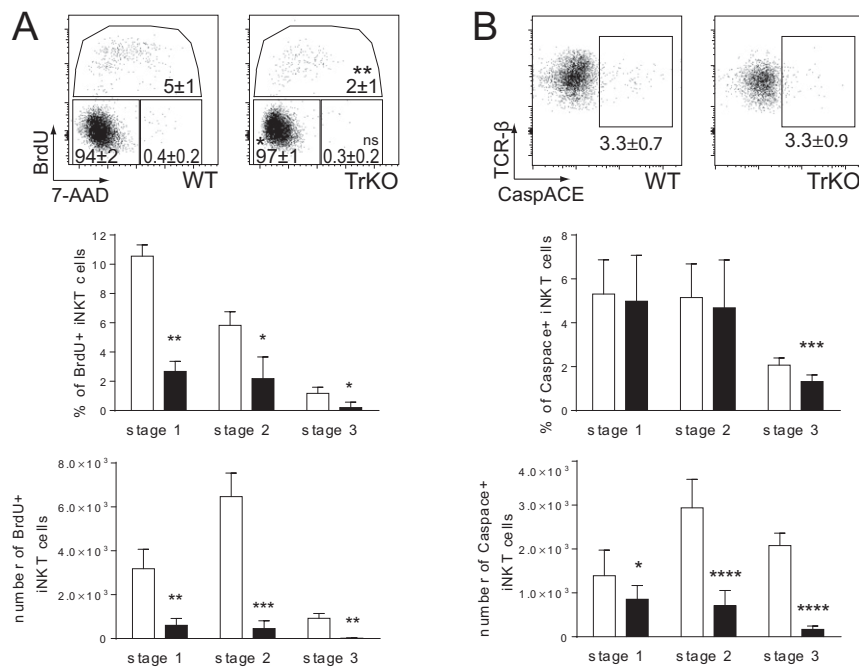 A
B
5±1
**
2±1
94±2
0.4±0.2
*
97±1
ns
0.3±0.2
BrdU
7-AAD
WT
TrKO
3.3±0.7
3.3±0.9
TCR-β
CaspACE
WT
TrKO
% of BrdU+ iNKT cells
12
10
8
6
4
2
0
**
*
*
stage 1
stage 2
stage 3
% of Caspace+ iNKT cells
8
6
4
2
0
***
stage 1
stage 2
stage 3
number of BrdU+
iNKT cells
8.0×10³
6.0×10³
4.0×10³
2.0×10³
0
**
***
**
stage 1
stage 2
stage 3
number of Caspace+
iNKT cells
4.0×10³
3.0×10³
2.0×10³
1.0×10³
0
*
****
****
stage 1
stage 2
stage 3